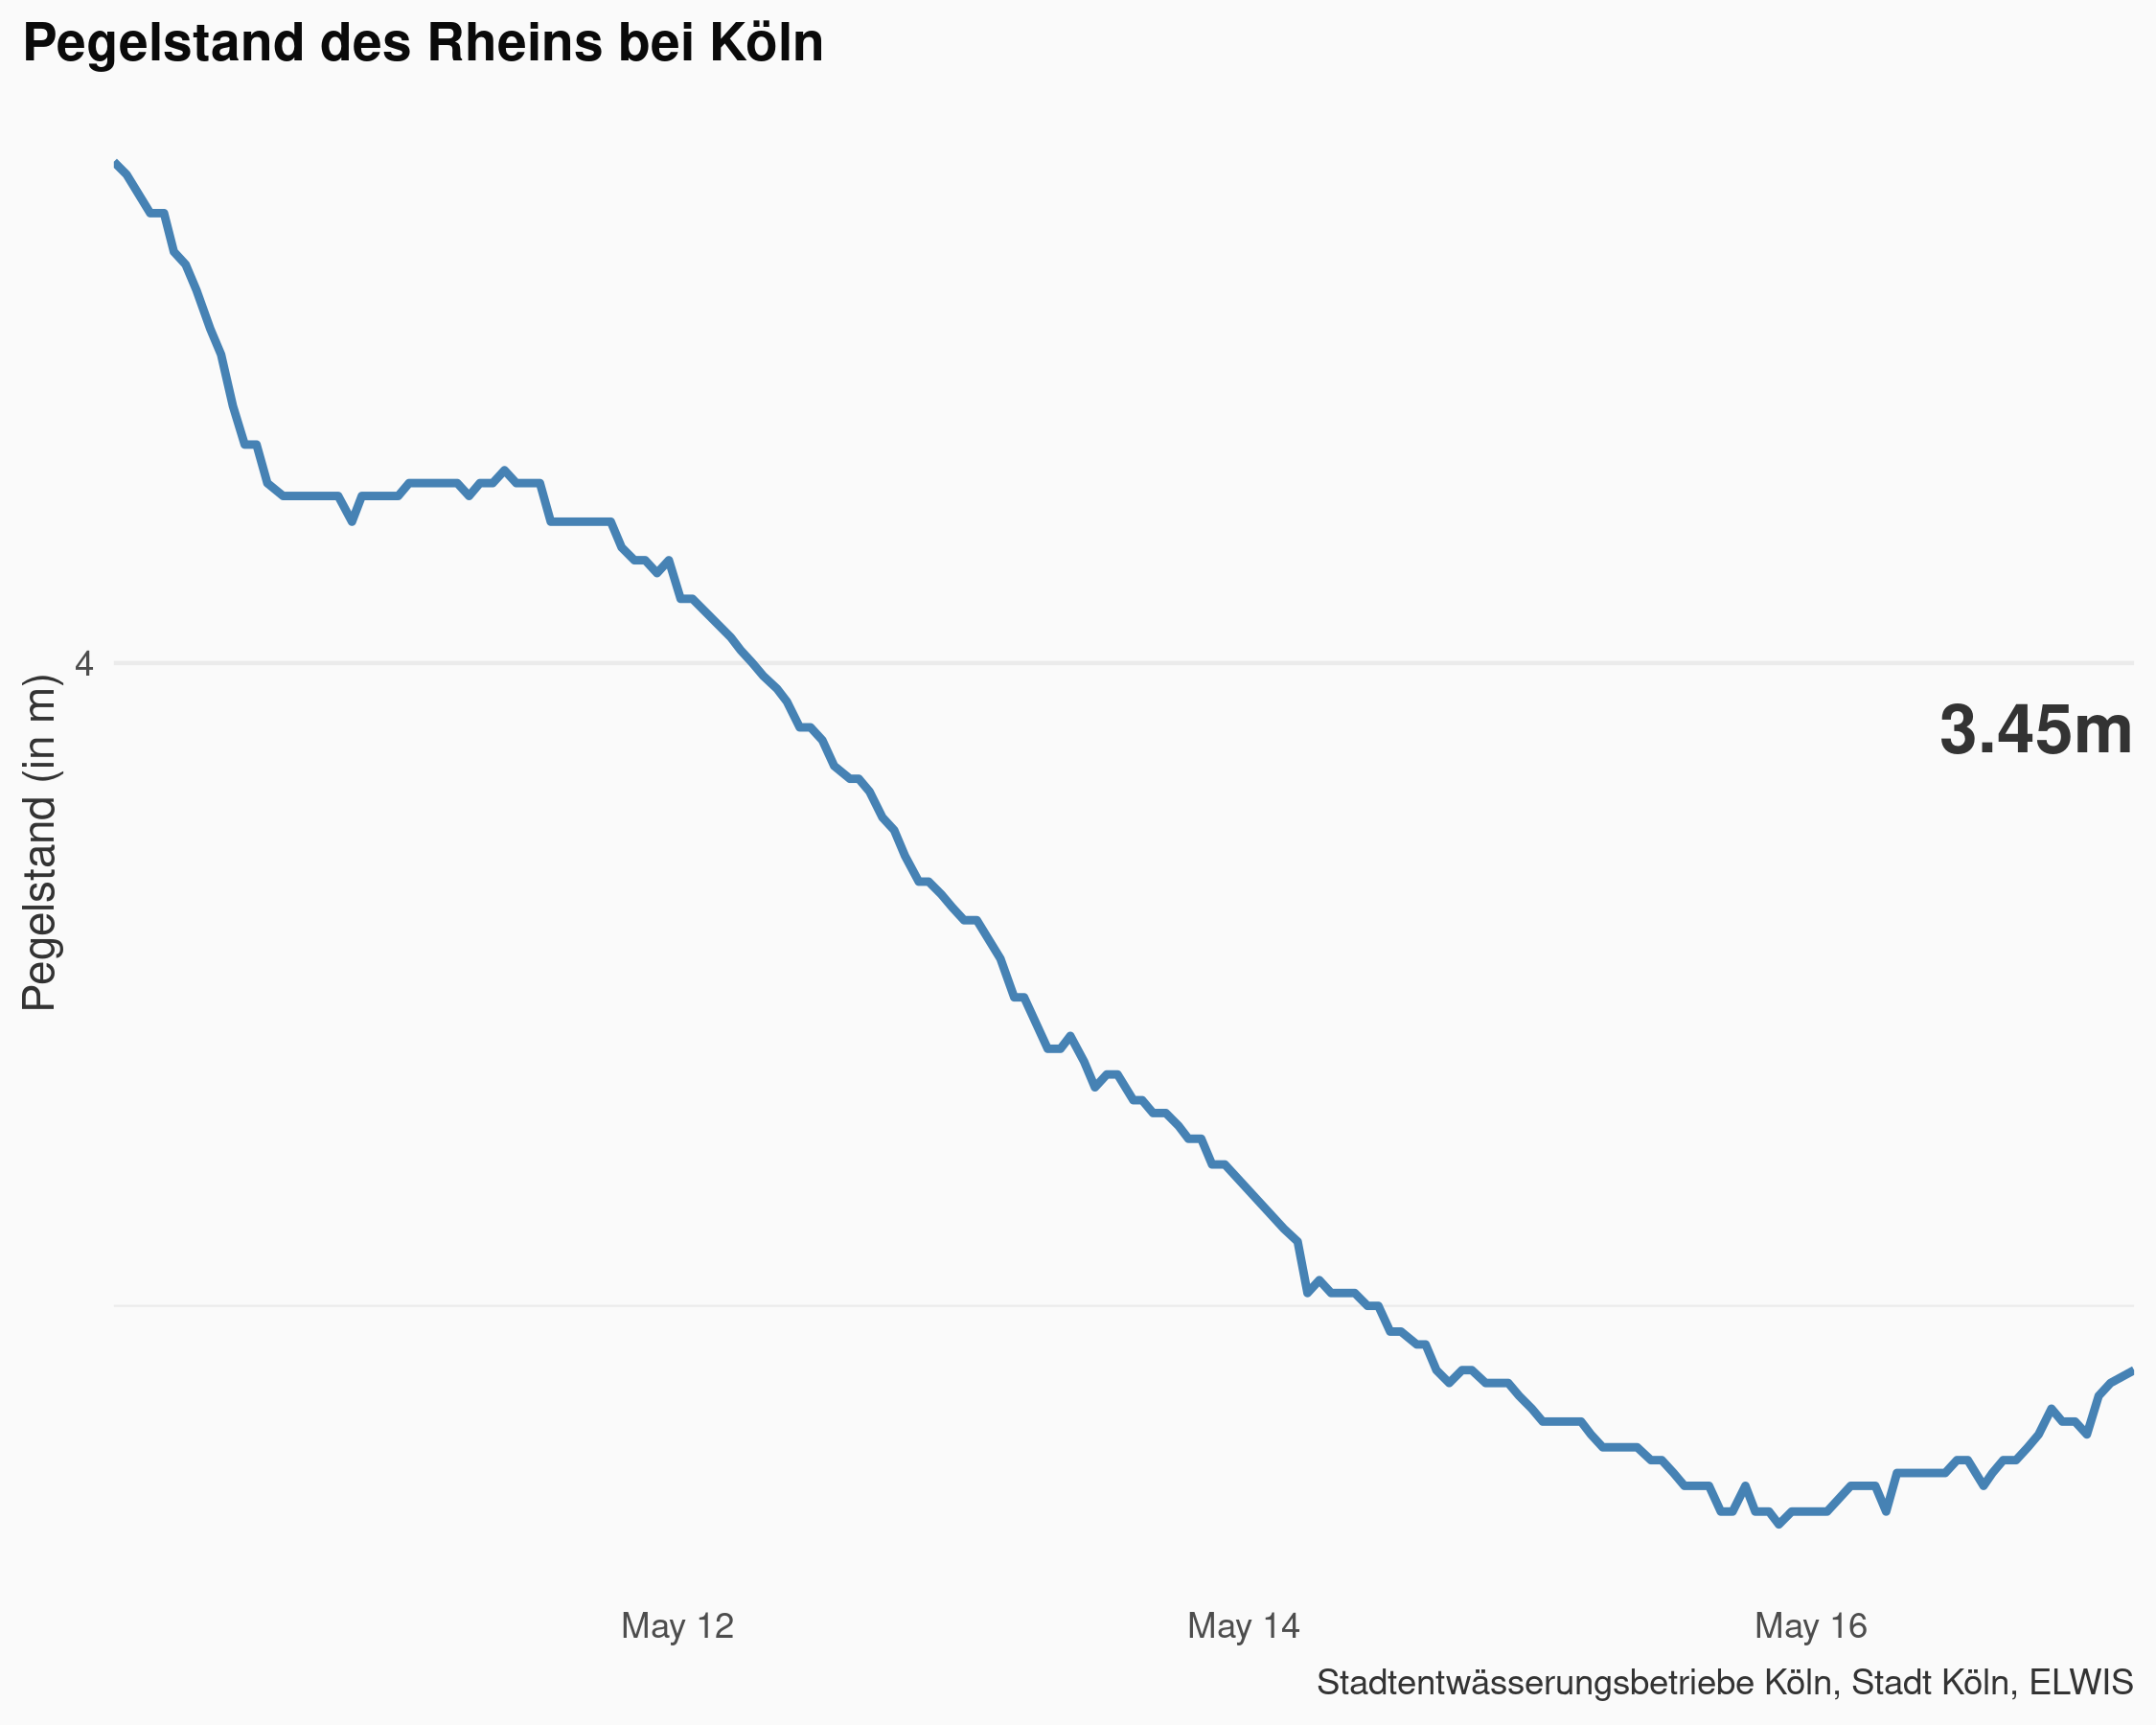 Pegelstand des Rheins bei Köln
4
Pegelstand (in m)
3.45m
May 12
May 14
May 16
Stadtentwässerungsbetriebe Köln, Stadt Köln, ELWIS